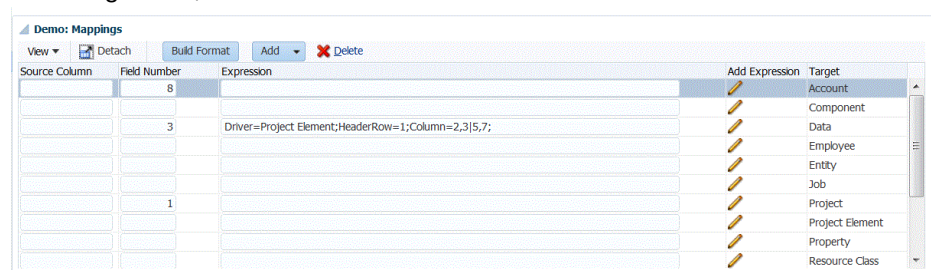 Demo: Mappings
View Detach Build Format Add Delete
Source Column Field Number Expression Add Expression Target
8 Account
Component
3 Driver=Project Element;HeaderRow=1;Column=2,3|5,7; Data
Employee
Entity
Job
1 Project
Project Element
Property
Resource Class